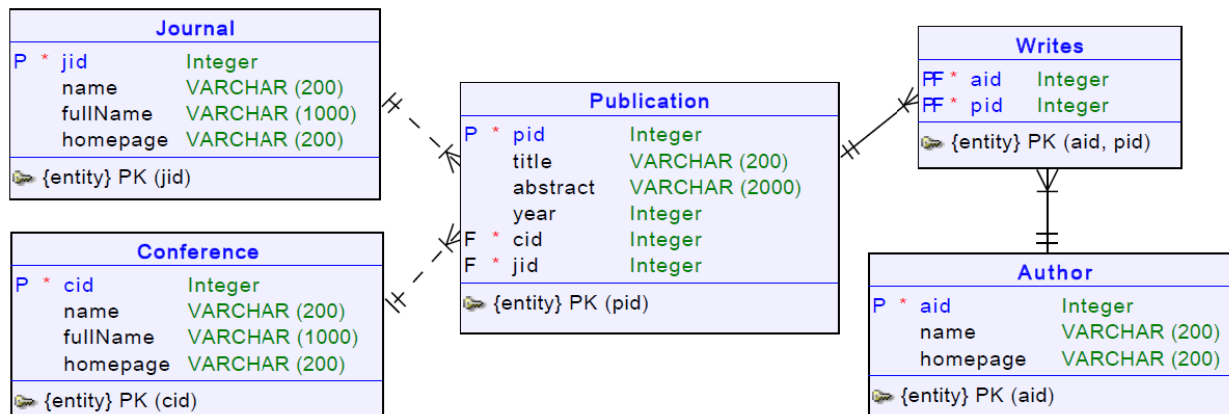 Journal
P * jid Integer
name VARCHAR (200)
fullName VARCHAR (1000)
homepage VARCHAR (200)
{entity} PK (jid)
Conference
P * cid Integer
name VARCHAR (200)
fullName VARCHAR (1000)
homepage VARCHAR (200)
{entity} PK (cid)
Publication
P * pid Integer
title VARCHAR (200)
abstract VARCHAR (2000)
year Integer
F * cid Integer
F * jid Integer
{entity} PK (pid)
Writes
PF * aid Integer
PF * pid Integer
{entity} PK (aid, pid)
Author
P * aid Integer
name VARCHAR (200)
homepage VARCHAR (200)
{entity} PK (aid)